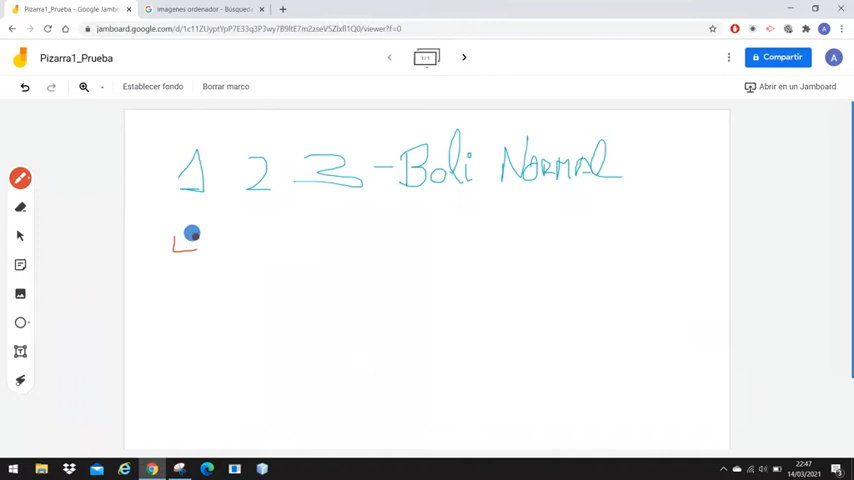 Pizarra1_Prueba - Google Jambo
imagenes ordenador - Búsqueda
jamboard.google.com/d/1c11ZUyptYpP7E33q3P3wy7B9ltE7m2zseV5Zlxfl1Q0/viewer?f=0
Pizarra1_Prueba
1/1
Compartir
A
Establecer fondo
Borrar marco
Abrir en un Jamboard
1 2 3 - Boli NORMAL
22:47
14/03/2021